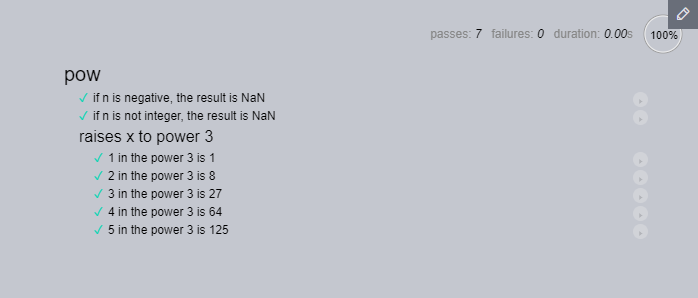 passes: 7 failures: 0 duration: 0.00s 100%
pow
✓ if n is negative, the result is NaN
✓ if n is not integer, the result is NaN
raises x to power 3
✓ 1 in the power 3 is 1
✓ 2 in the power 3 is 8
✓ 3 in the power 3 is 27
✓ 4 in the power 3 is 64
✓ 5 in the power 3 is 125